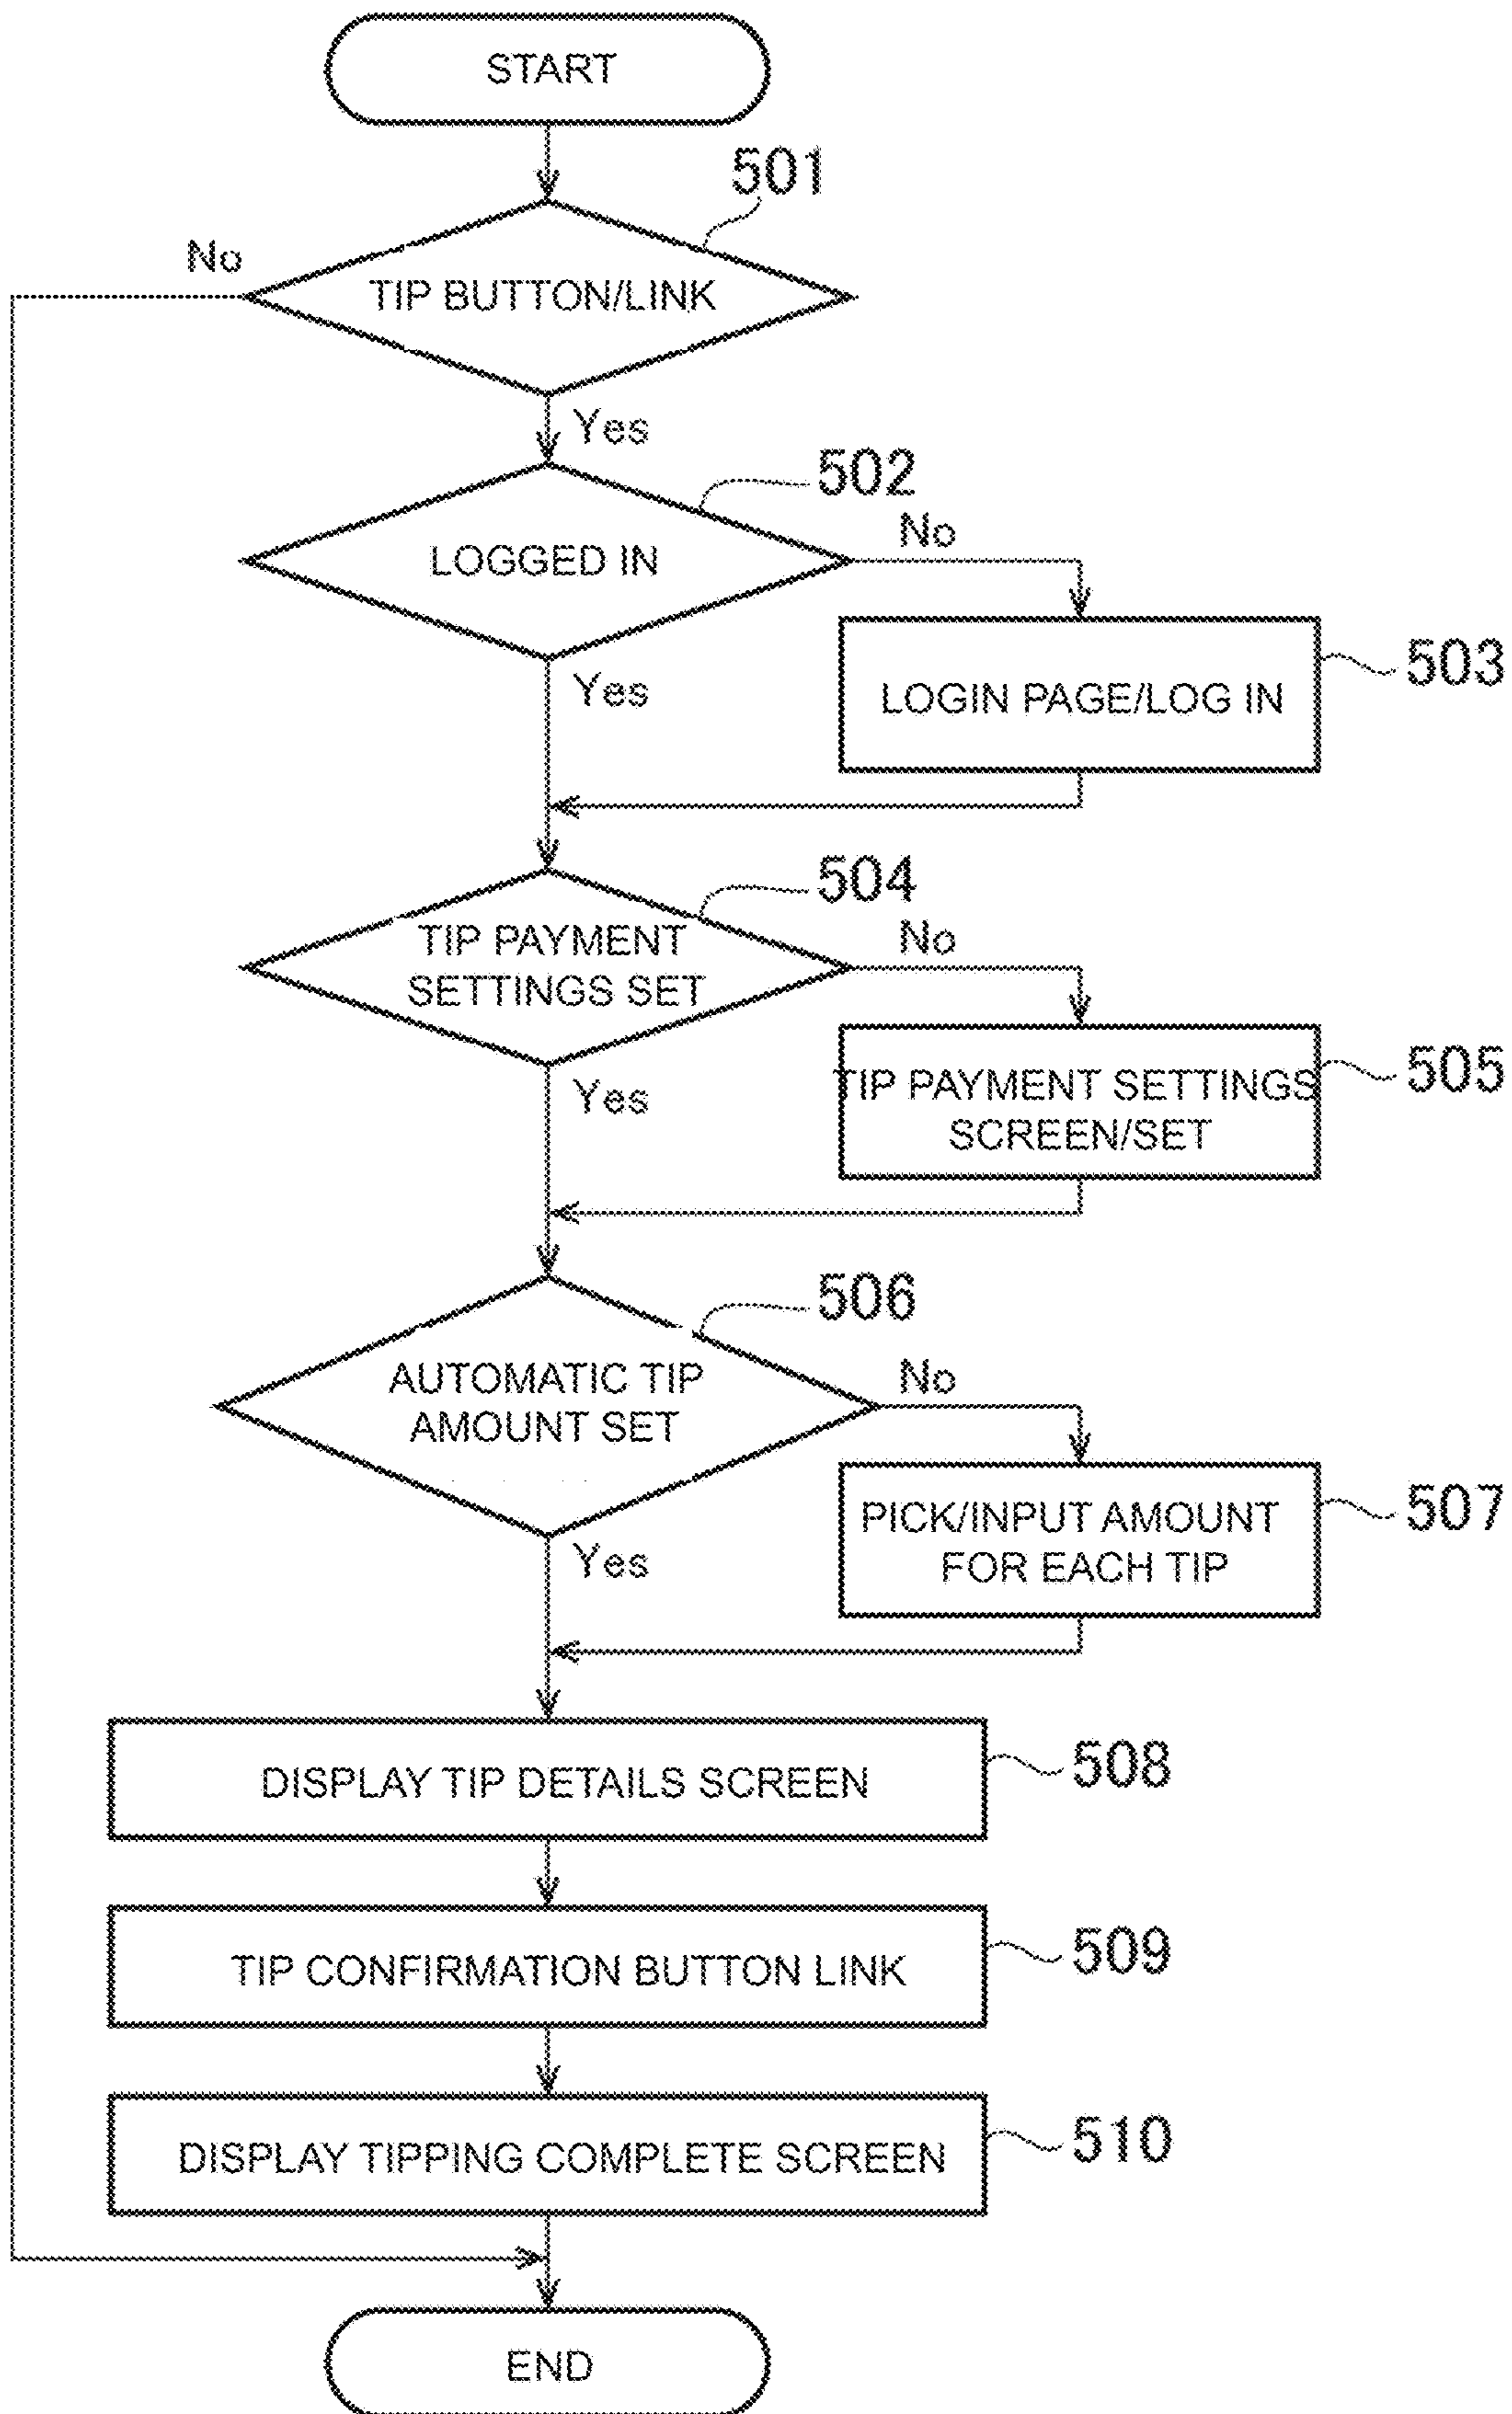 START
501
No
TIP BUTTON/LINK
Yes
502
No
LOGGED IN
503
LOGIN PAGE/LOG IN
Yes
504
No
TIP PAYMENT
SETTINGS SET
505
TIP PAYMENT SETTINGS
SCREEN/SET
Yes
506
No
AUTOMATIC TIP
AMOUNT SET
507
PICK/INPUT AMOUNT
FOR EACH TIP
Yes
508
DISPLAY TIP DETAILS SCREEN
509
TIP CONFIRMATION BUTTON LINK
510
DISPLAY TIPPING COMPLETE SCREEN
END